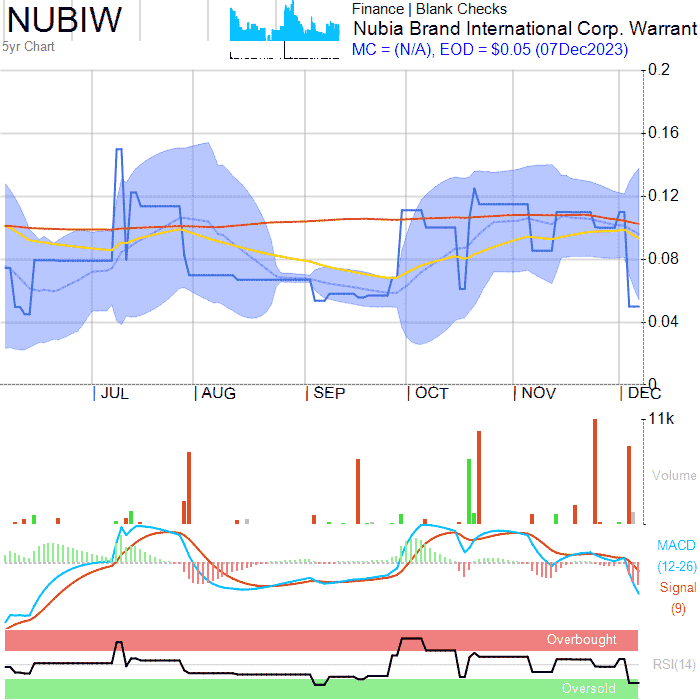 NUBIW
5yr Chart
Finance | Blank Checks
Nubia Brand International Corp. Warrant
MC = (N/A), EOD = $0.05 (07Dec2023)
0.2
0.16
0.12
0.08
0.04
0
JUL AUG SEP OCT NOV DEC
11k
Volume
MACD
(12-26)
Signal
(9)
Overbought
RSI(14)
Oversold